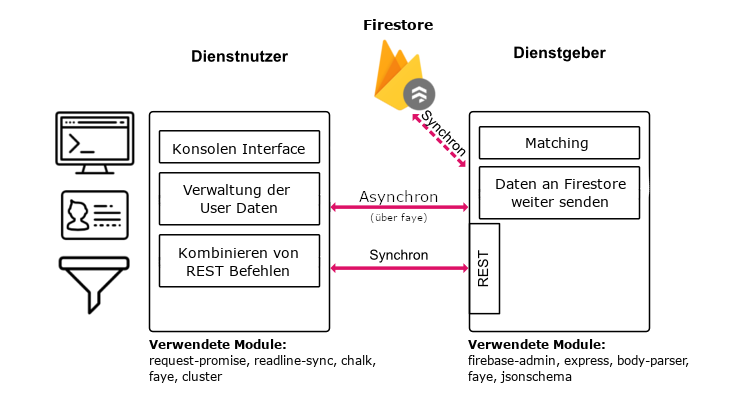 Firestore
Dienstnutzer
Dienstgeber
Synchron
Konsolen Interface
Verwaltung der
User Daten
Kombinieren von
REST Befehlen
Asynchron
(über faye)
Synchron
Matching
Daten an Firestore
weiter senden
REST
Verwendete Module:
request-promise, readline-sync, chalk,
faye, cluster
Verwendete Module:
firebase-admin, express, body-parser,
faye, jsonschema